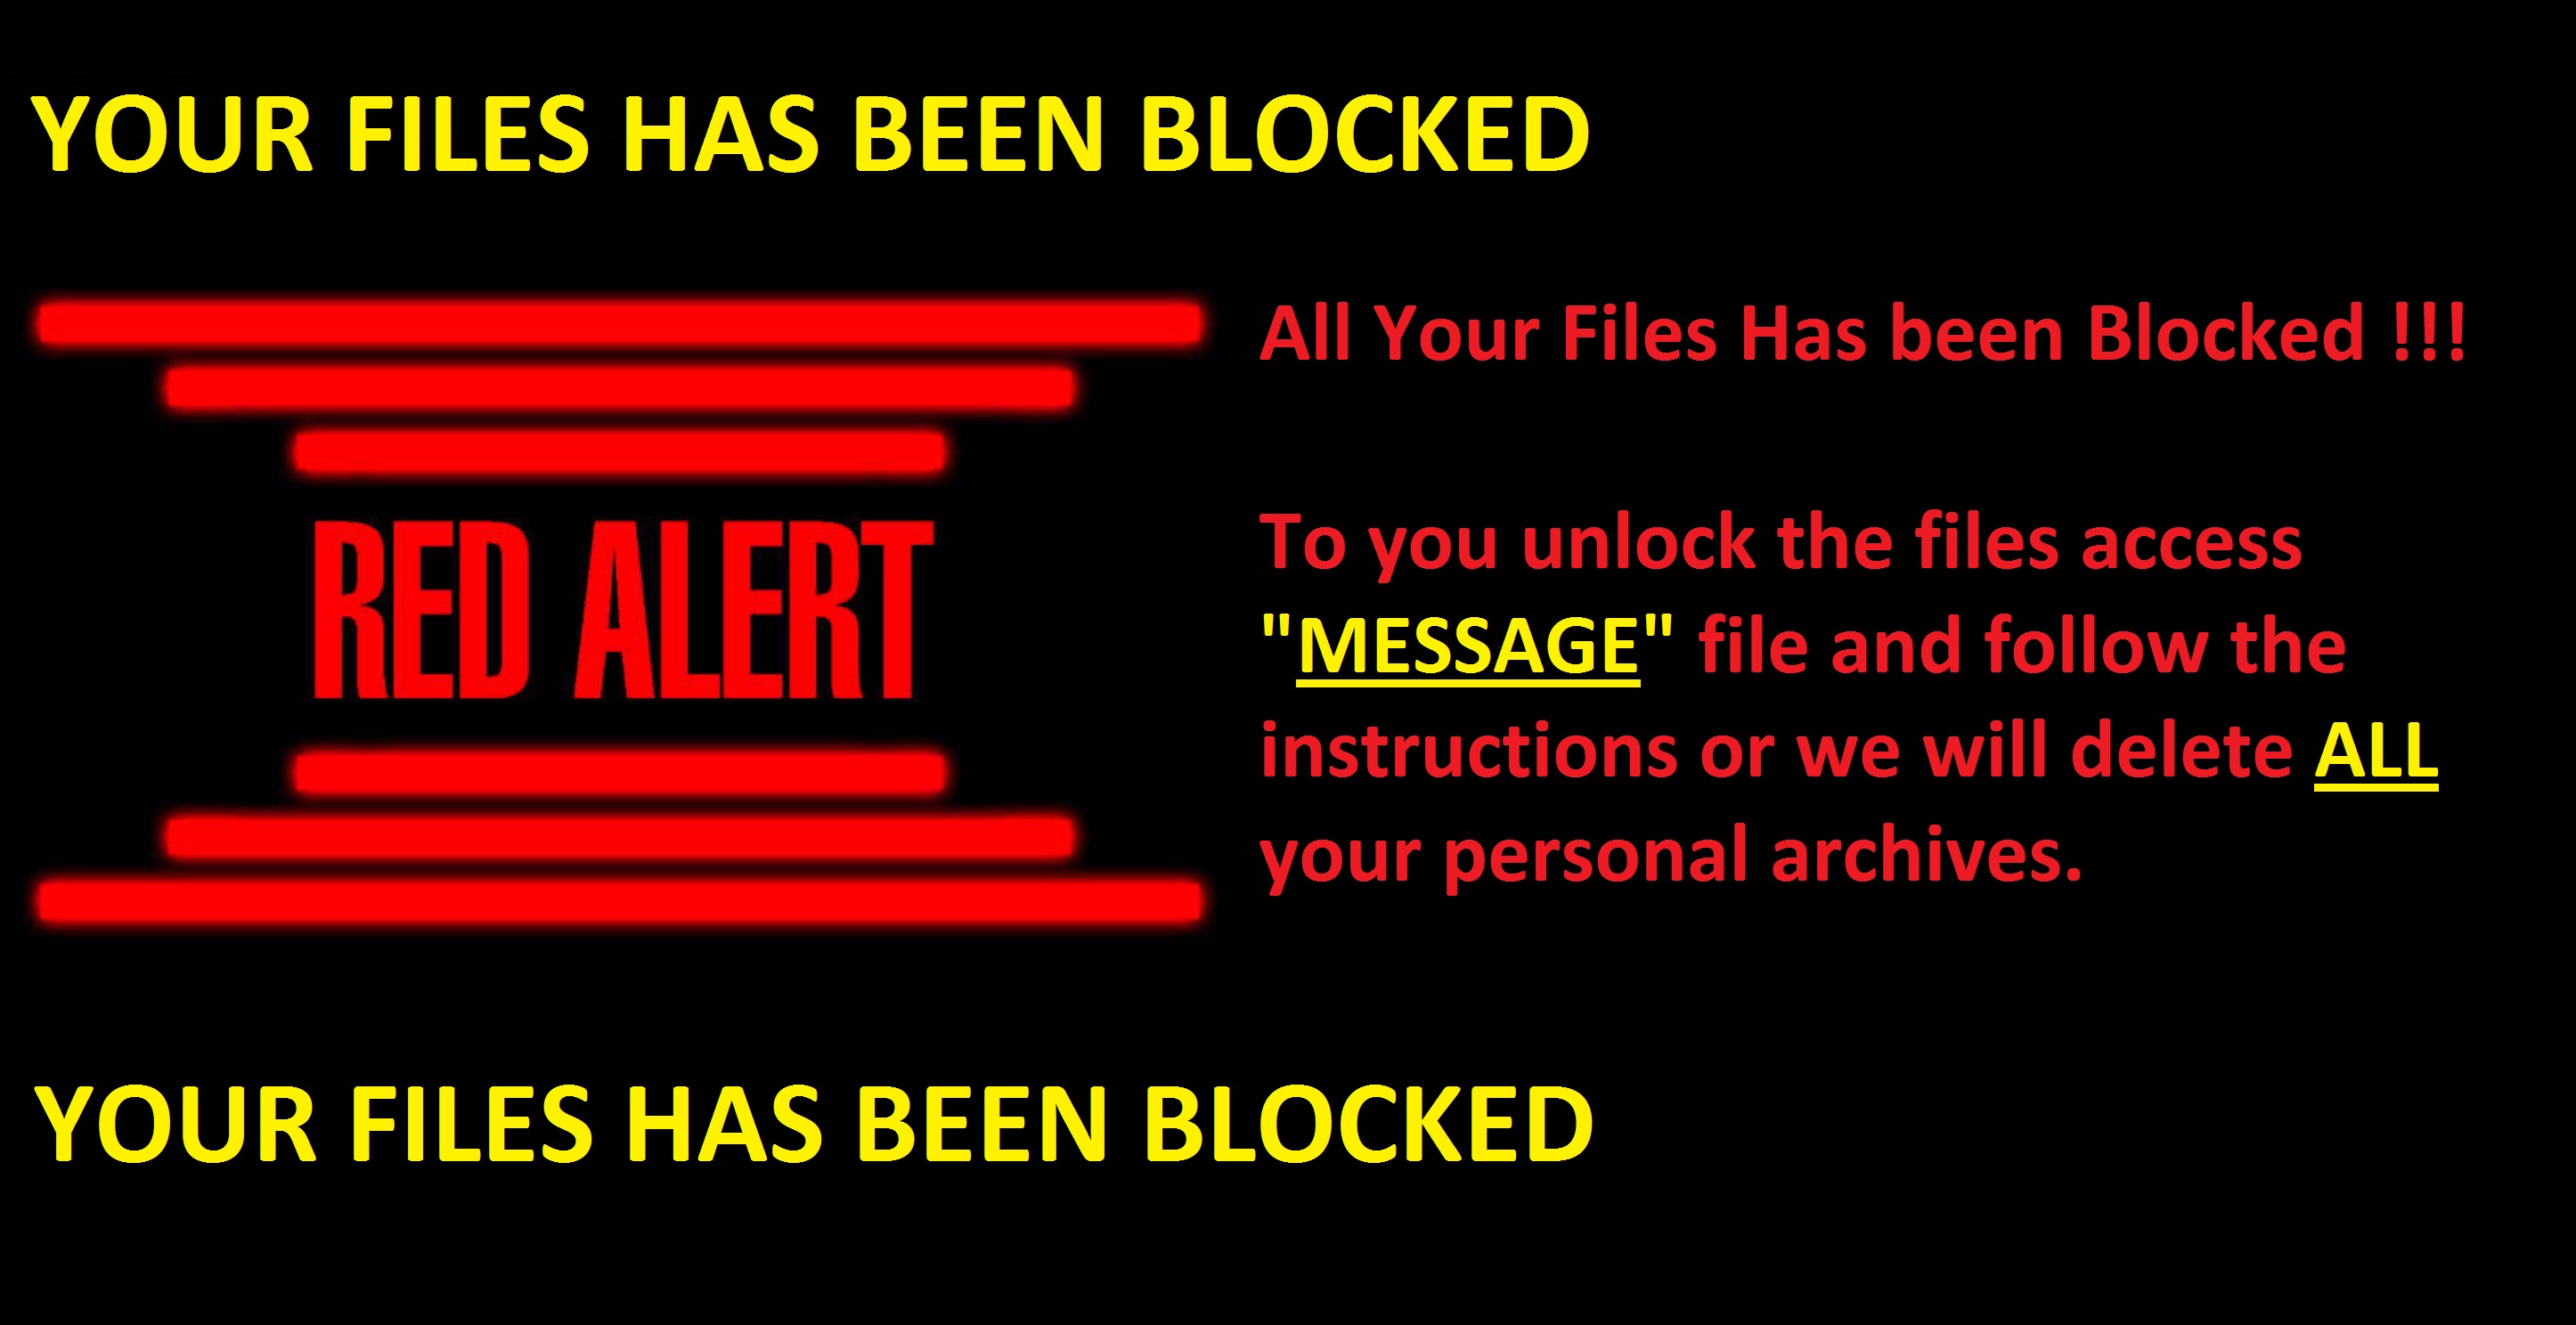 YOUR FILES HAS BEEN BLOCKED
RED ALERT
All Your Files Has been Blocked !!!
To you unlock the files access
"MESSAGE" file and follow the
instructions or we will delete ALL
your personal archives.
YOUR FILES HAS BEEN BLOCKED